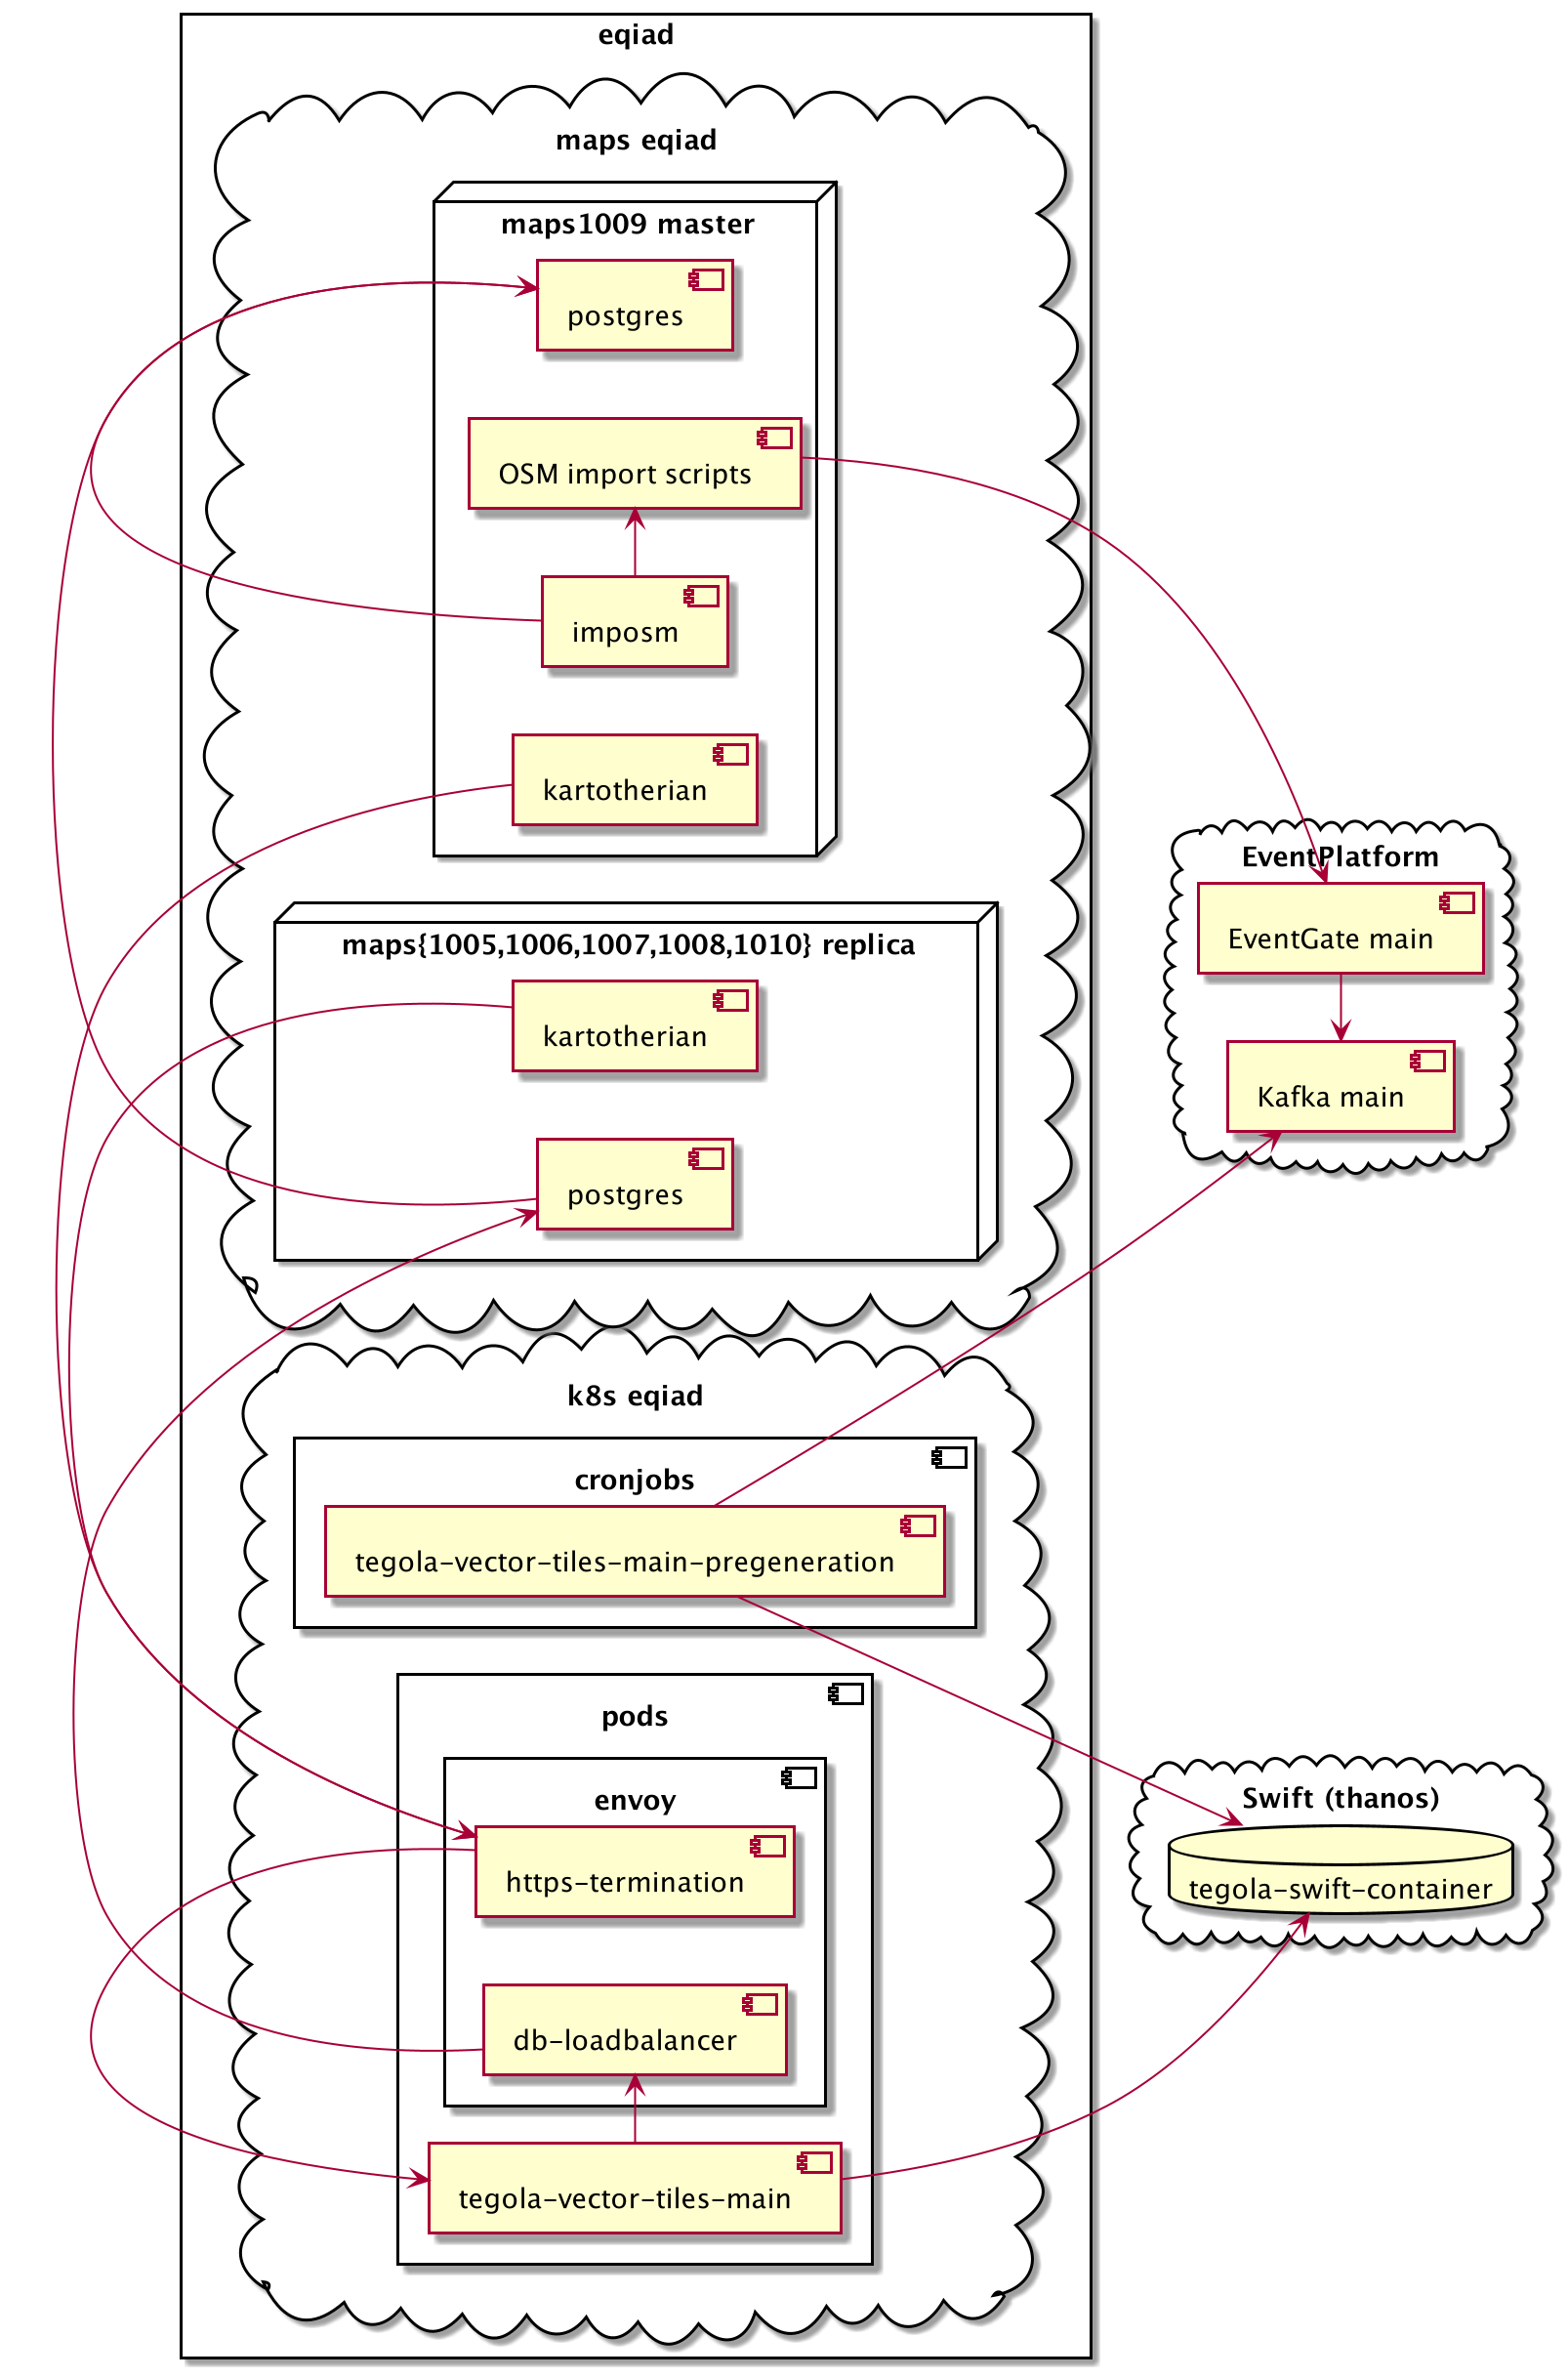 eqiad
maps eqiad
maps1009 master
postgres
OSM import scripts
imposm
kartotherian
maps{1005,1006,1007,1008,1010} replica
kartotherian
postgres
EventPlatform
EventGate main
Kafka main
k8s eqiad
cronjobs
tegola-vector-tiles-main-pregeneration
pods
envoy
https-termination
db-loadbalancer
tegola-vector-tiles-main
Swift (thanos)
tegola-swift-container